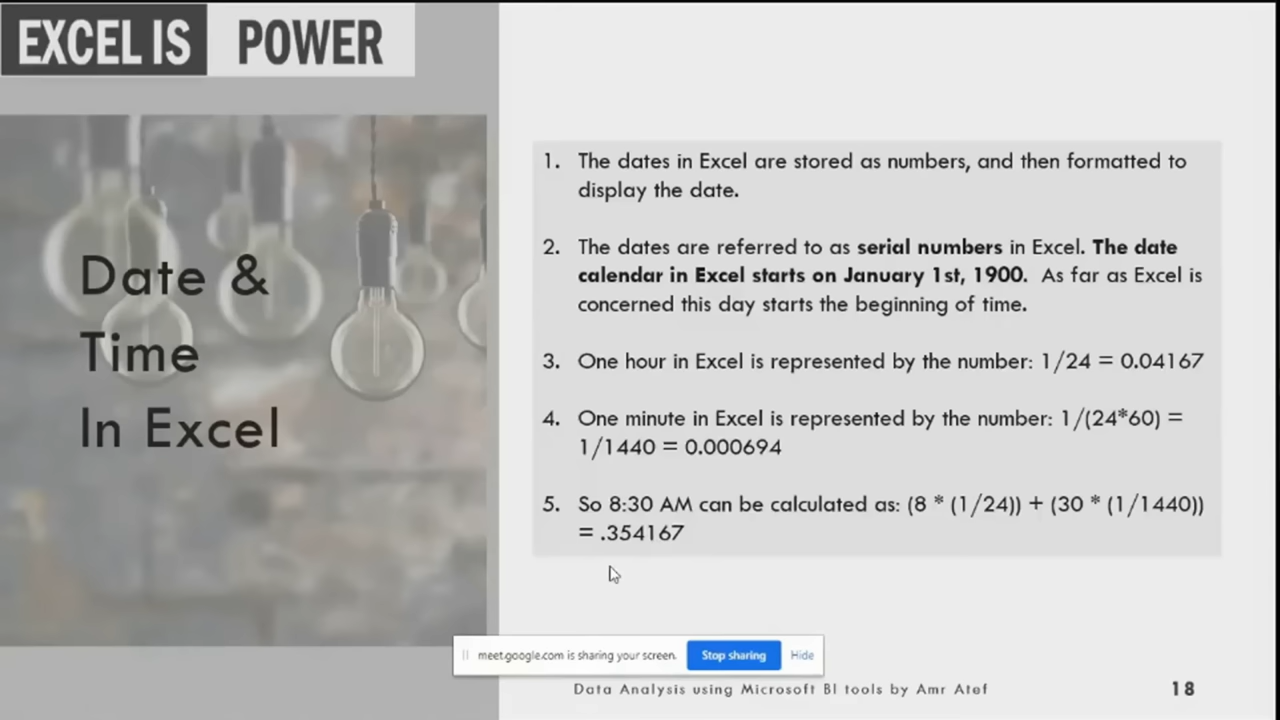 EXCEL IS POWER
Date &
Time
In Excel
1. The dates in Excel are stored as numbers, and then formatted to
display the date.
2. The dates are referred to as serial numbers in Excel. The date
calendar in Excel starts on January 1st, 1900. As far as Excel is
concerned this day starts the beginning of time.
3. One hour in Excel is represented by the number: 1/24 = 0.04167
4. One minute in Excel is represented by the number: 1/(24*60) =
1/1440 = 0.000694
5. So 8:30 AM can be calculated as: (8 * (1/24)) + (30 * (1/1440))
= .354167
meet.google.com is sharing your screen. Stop sharing Hide
Data Analysis using Microsoft BI tools by Amr Atef 18